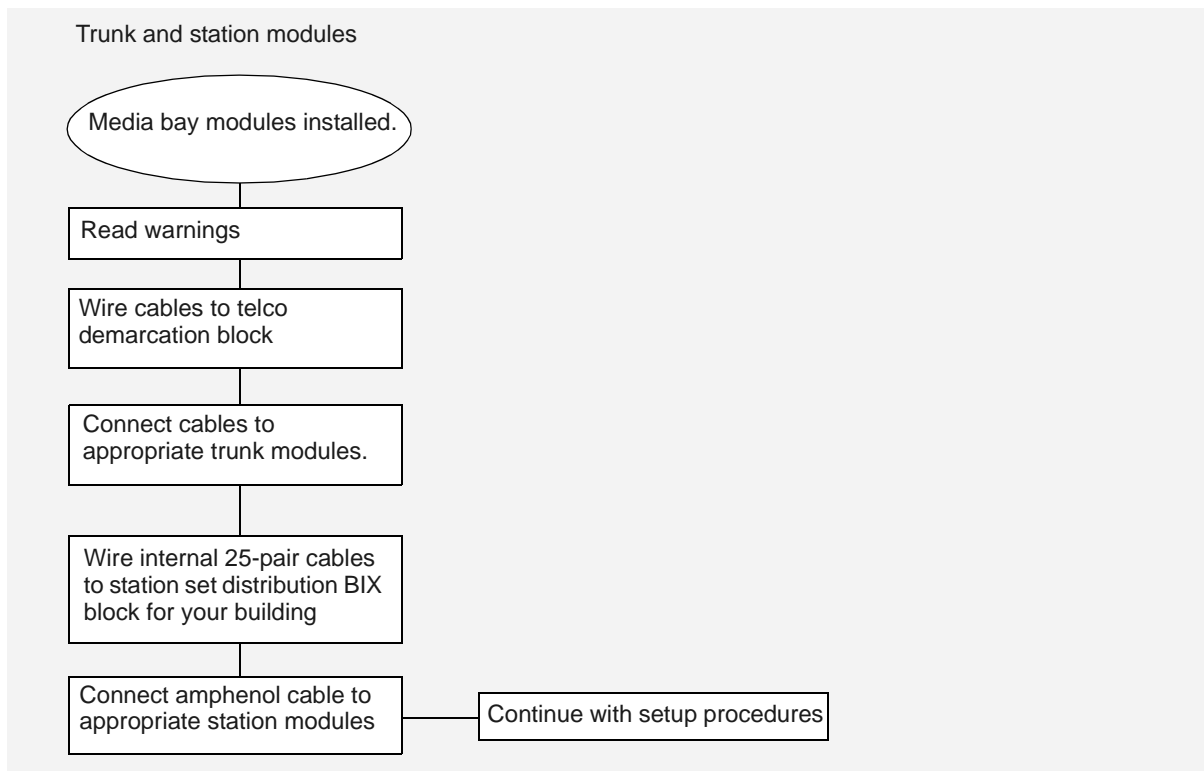 Trunk and station modules
Media bay modules installed.
Read warnings
Wire cables to telco
demarcation block
Connect cables to
appropriate trunk modules.
Wire internal 25-pair cables
to station set distribution BIX
block for your building
Connect amphenol cable to
appropriate station modules
Continue with setup procedures